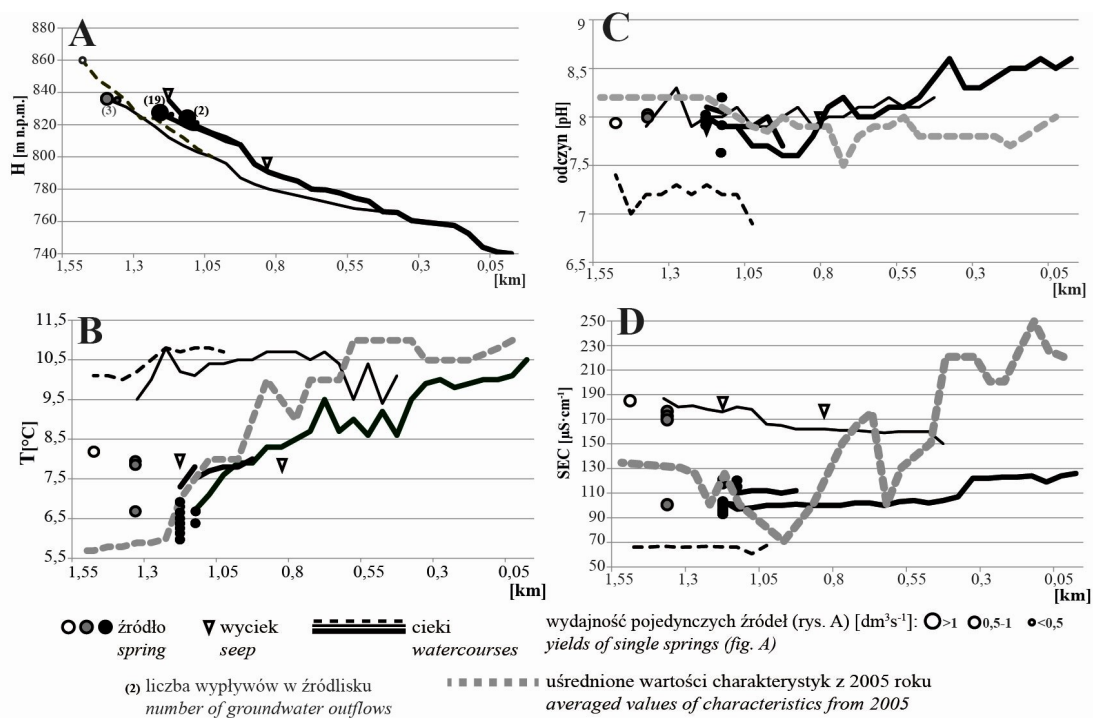 A
H [m n.p.m.]
880
860
840
820
800
780
760
740
(3)
(19)
(2)
1,55 1,3 1,05 0,8 0,55 0,3 0,05
[km]
C
odczyn [pH]
9
8,5
8
7,5
7
6,5
1,55 1,3 1,05 0,8 0,55 0,3 0,05
[km]
B
T[°C]
11,5
10,5
9,5
8,5
7,5
6,5
5,5
1,55 1,3 1,05 0,8 0,55 0,3 0,05
[km]
D
SEC [µS·cm⁻¹]
250
230
210
190
170
150
130
110
90
70
50
1,55 1,3 1,05 0,8 0,55 0,3 0,05
[km]
źródło
spring
wyciek
seep
cieki
watercourses
wydajność pojedynczych źródeł (rys. A) [dm³s⁻¹]: >1 0,5-1 <0,5
yields of single springs (fig. A)
(2) liczba wypływów w źródlisku
number of groundwater outflows
uśrednione wartości charakterystyk z 2005 roku
averaged values of characteristics from 2005